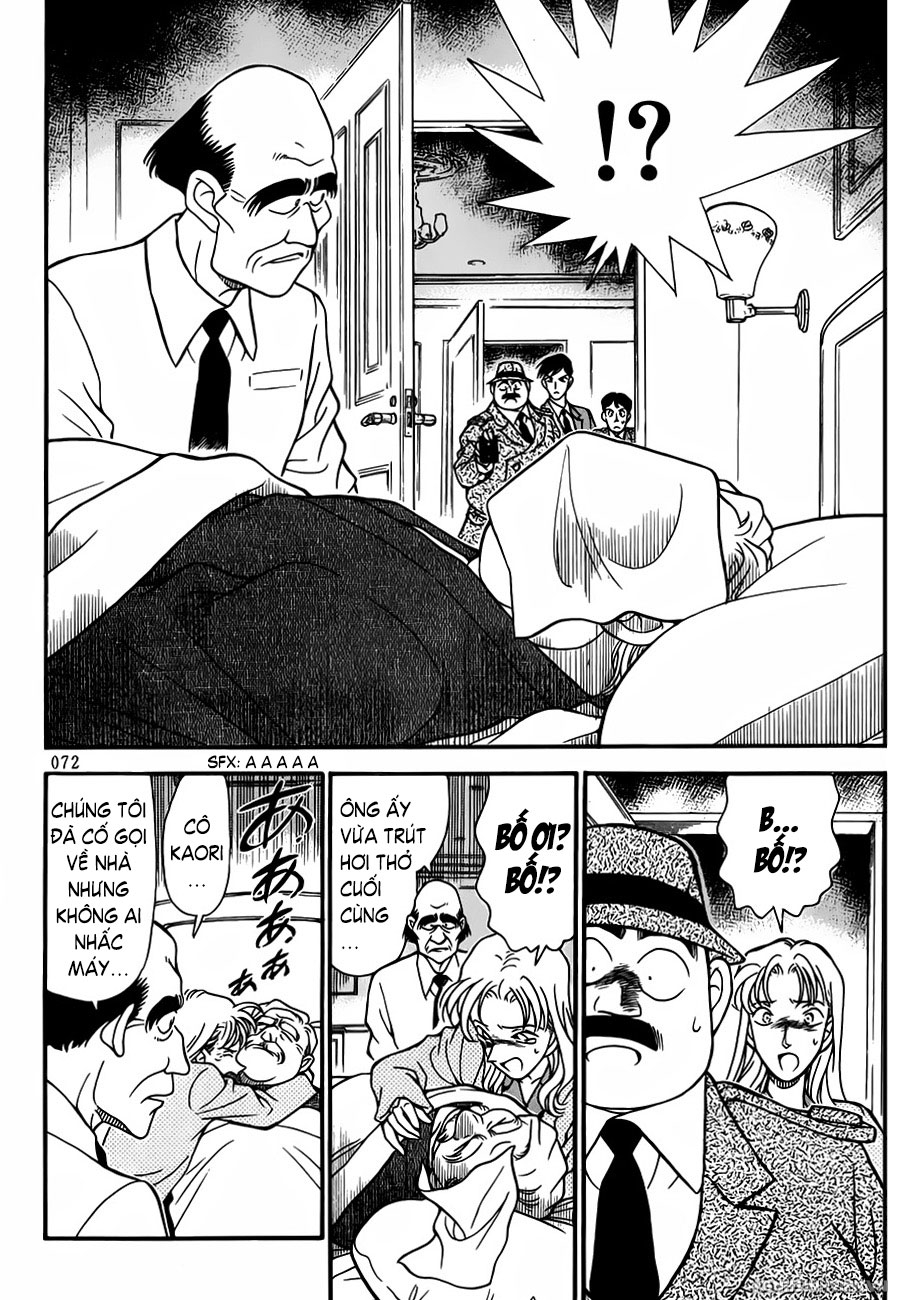 !?
B...
BỐ!?
BỐ ƠI?
BỐ!?
ÔNG ẤY
VỪA TRÚT
HƠI THỞ
CUỐI
CÙNG
...
072
SFX: A A A A A
あ、
ああ
ああ
CÔ
KAORI
...
CHÚNG TÔI
ĐÃ CỐ GỌI
VỀ NHÀ
NHƯNG
KHÔNG AI
NHẤC
MÁY...